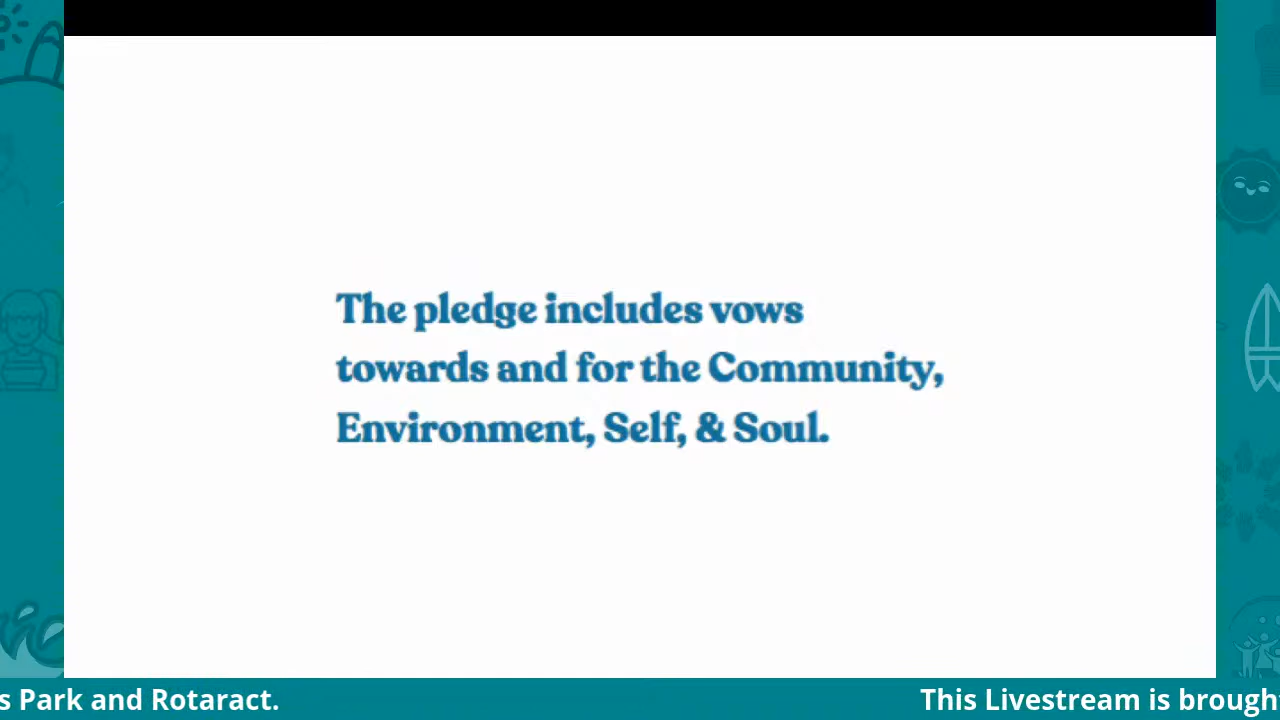 The pledge includes vows
towards and for the Community,
Environment, Self, & Soul.
s Park and Rotaract. This Livestream is brough